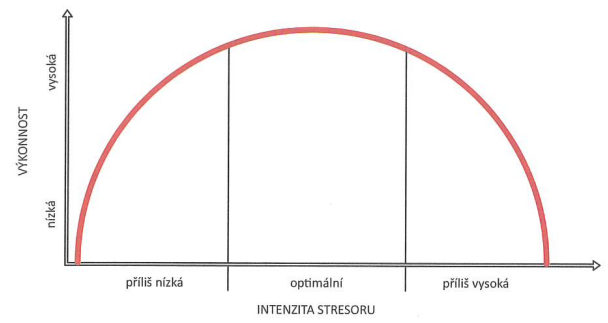 VÝKONNOST
vysoká
nízká
příliš nízká
optimální
příliš vysoká
INTENZITA STRESORU